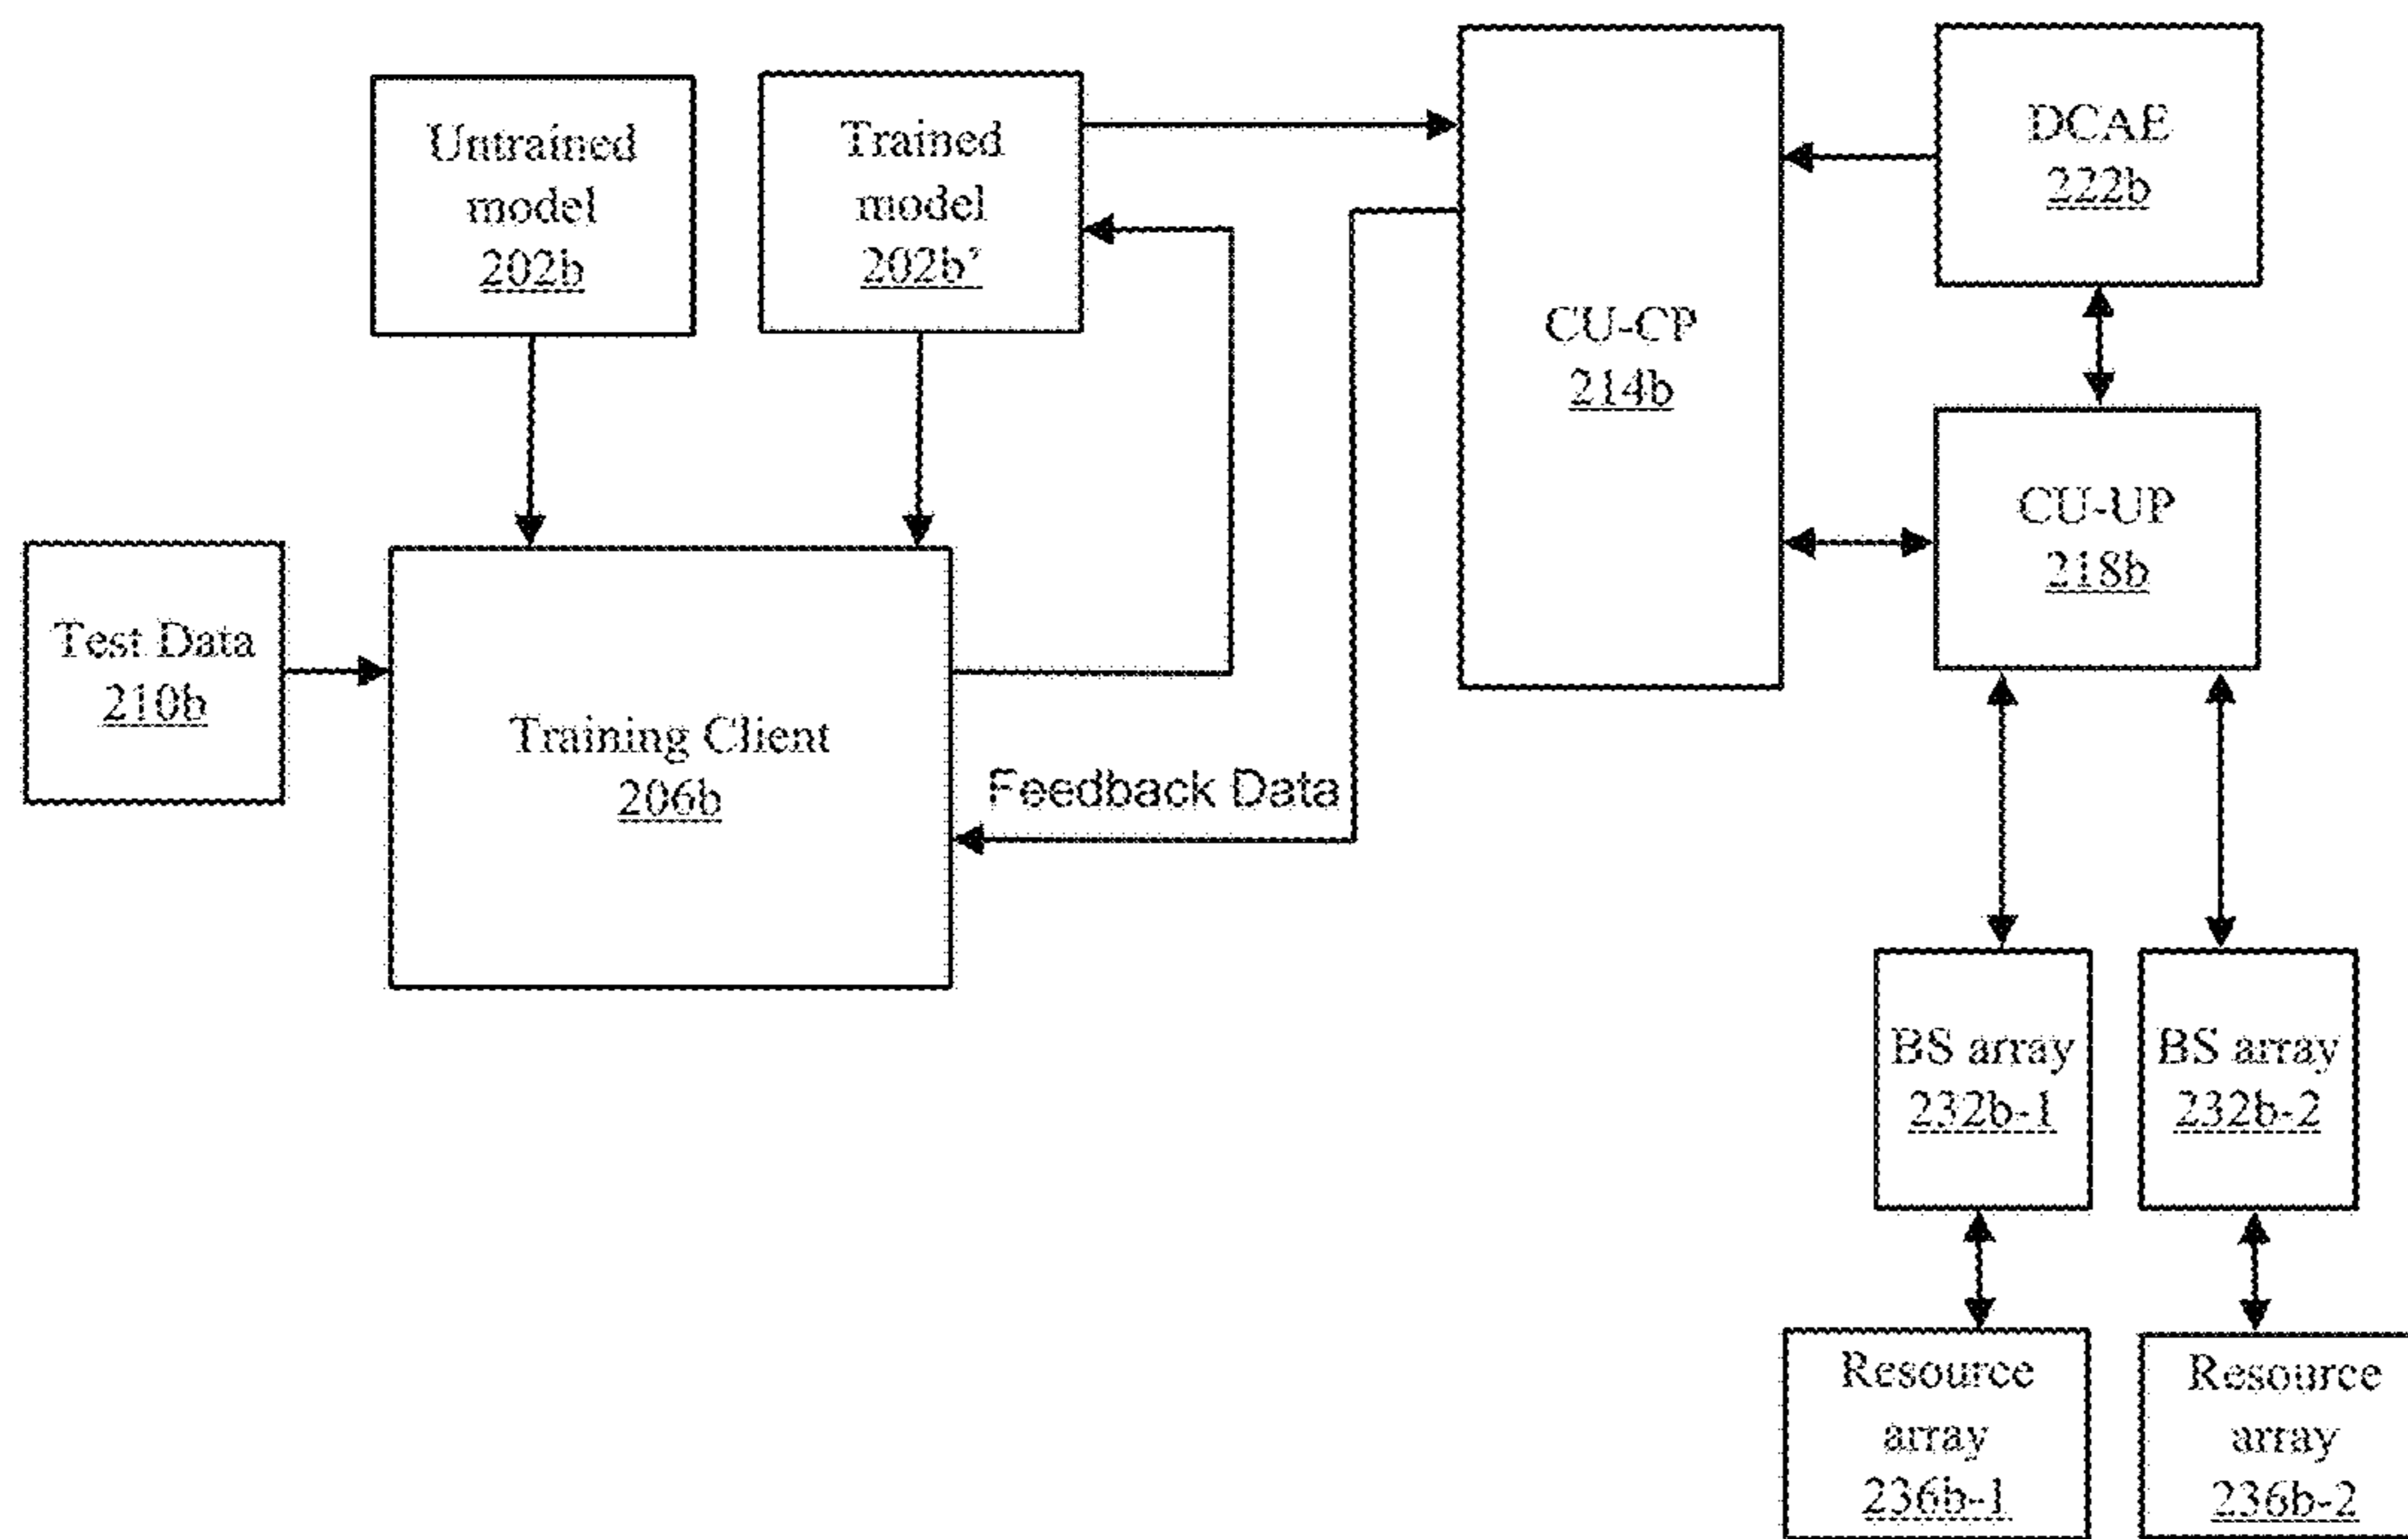 Untrained
model
202b
Trained
model
202b'
CU-CP
214b
DCAE
222b
CU-UP
218b
Test Data
210b
Training Client
206b
Feedback Data
BS array
232b-1
BS array
232b-2
Resource
array
236b-1
Resource
array
236b-2